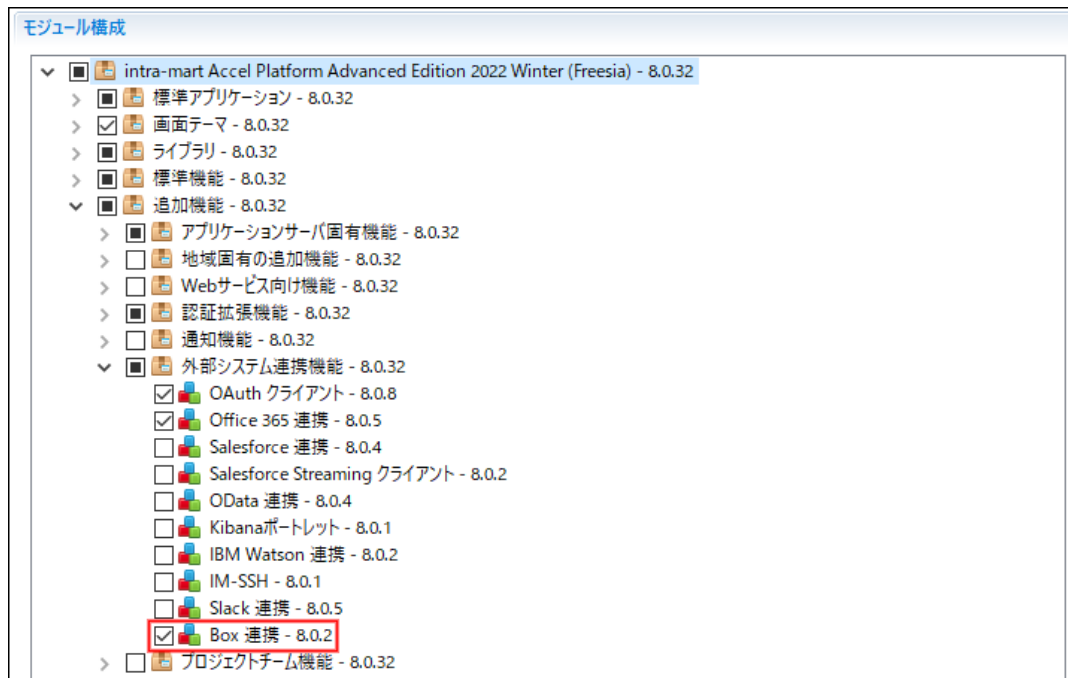 モジュール構成
intra-mart Accel Platform Advanced Edition 2022 Winter (Freesia) - 8.0.32
標準アプリケーション - 8.0.32
画面テーマ - 8.0.32
ライブラリ - 8.0.32
標準機能 - 8.0.32
追加機能 - 8.0.32
アプリケーションサーバ固有機能 - 8.0.32
地域固有の追加機能 - 8.0.32
Webサービス向け機能 - 8.0.32
認証拡張機能 - 8.0.32
通知機能 - 8.0.32
外部システム連携機能 - 8.0.32
OAuth クライアント - 8.0.8
Office 365 連携 - 8.0.5
Salesforce 連携 - 8.0.4
Salesforce Streaming クライアント - 8.0.2
OData 連携 - 8.0.4
Kibanaポートレット - 8.0.1
IBM Watson 連携 - 8.0.2
IM-SSH - 8.0.1
Slack 連携 - 8.0.5
Box 連携 - 8.0.2
プロジェクトチーム機能 - 8.0.32